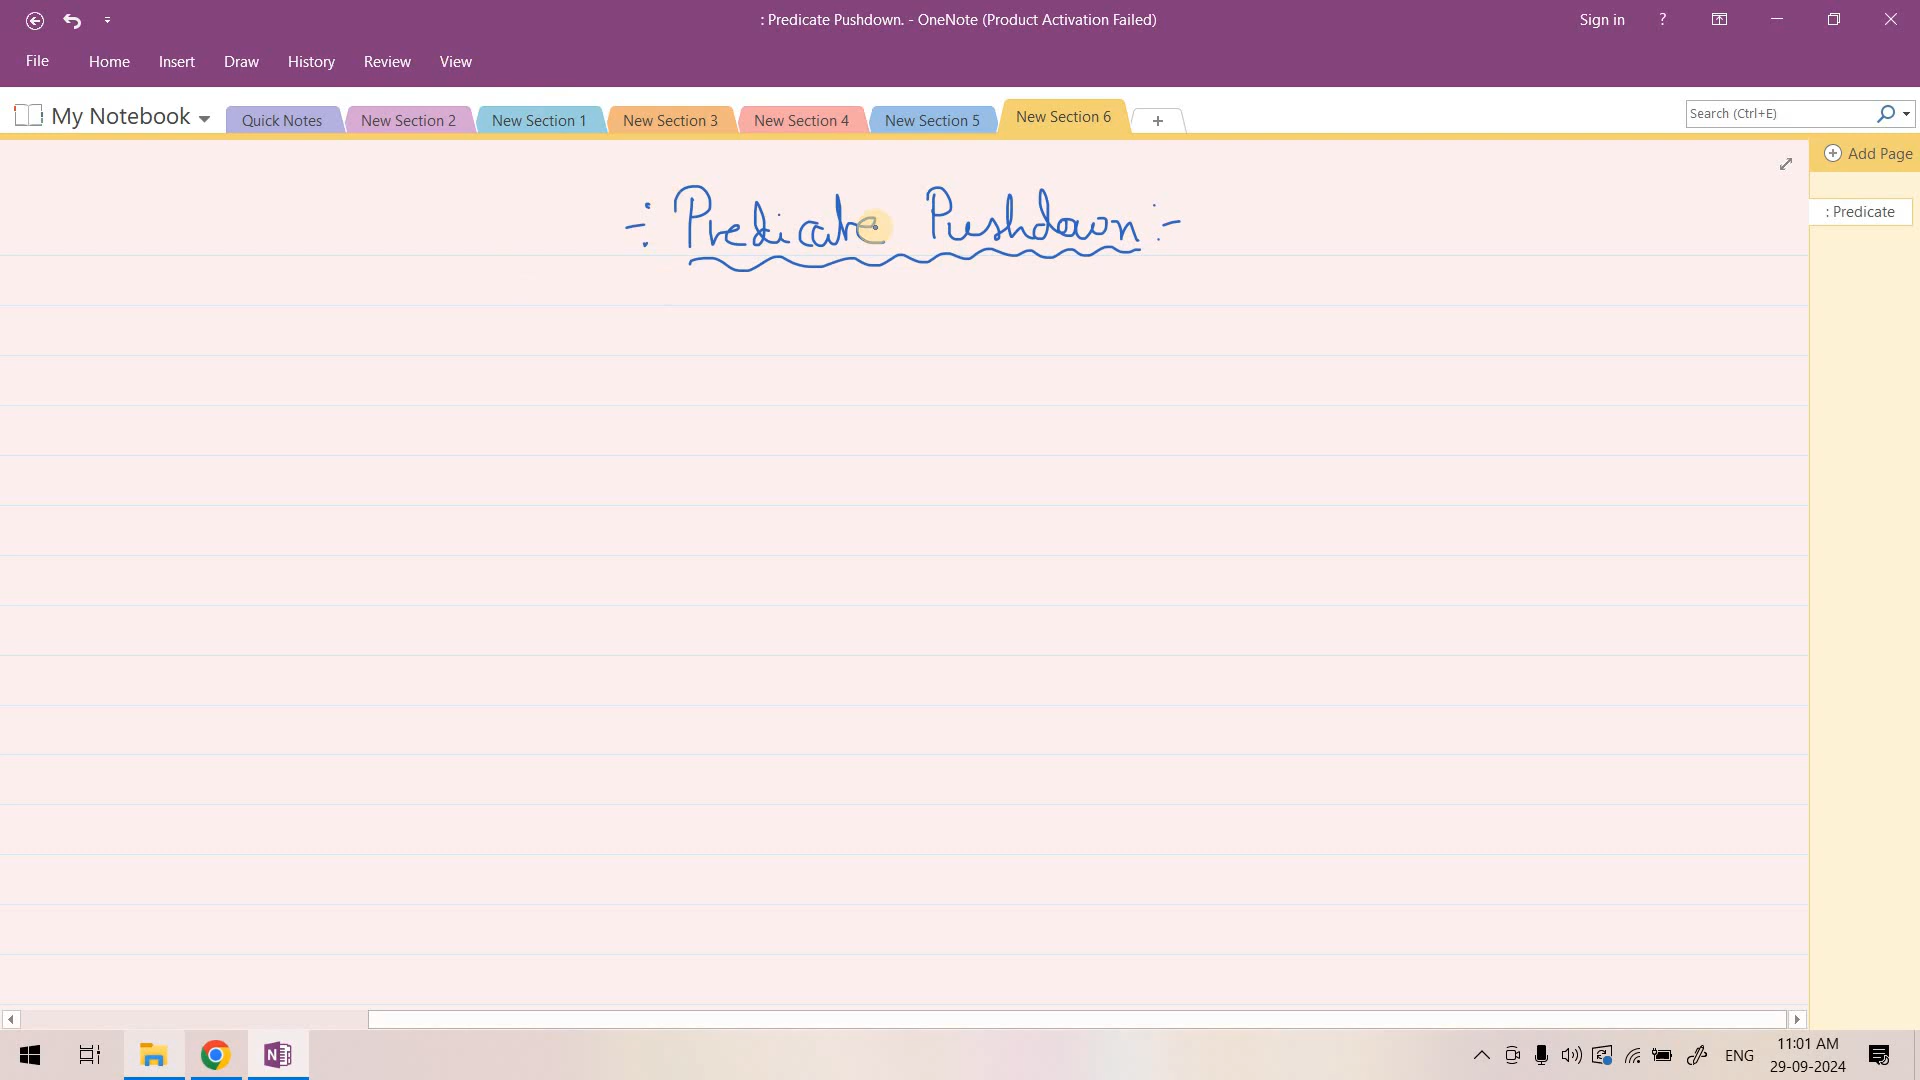 : Predicate Pushdown. - OneNote (Product Activation Failed)
Sign in
?
File
Home
Insert
Draw
History
Review
View
My Notebook
Quick Notes
New Section 2
New Section 1
New Section 3
New Section 4
New Section 5
New Section 6
+
Search (Ctrl+E)
Add Page
: Predicate
-: Predicate Pushdown :-
N
ENG
11:01 AM
29-09-2024